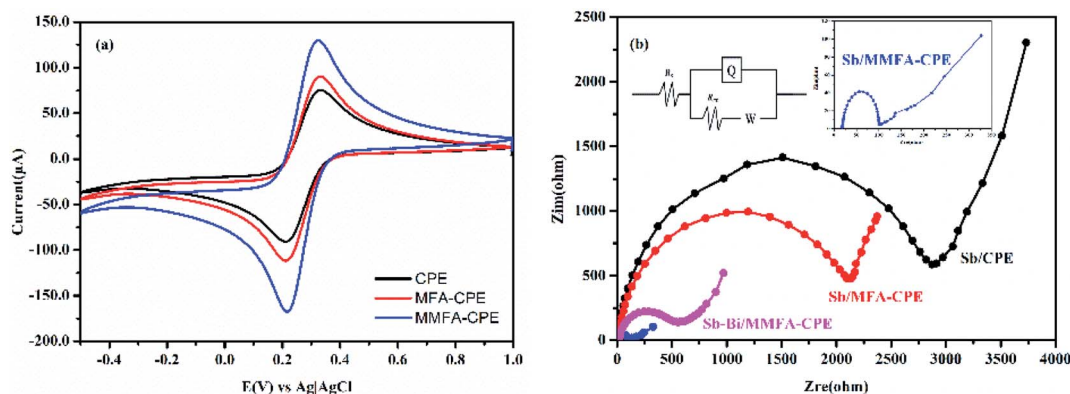 (a)
150.0
100.0
50.0
0.0
-50.0
-100.0
-150.0
-200.0
Current(μA)
CPE
MFA-CPE
MMFA-CPE
-0.4 -0.2 0.0 0.2 0.4 0.6 0.8 1.0
E(V) vs Ag|AgCl
(b)
2500
2000
1500
1000
500
0
Zim(ohm)
Q
W
Sb/MMFA-CPE
Sb/CPE
Sb/MFA-CPE
Sb-Bi/MMFA-CPE
0 500 1000 1500 2000 2500 3000 3500 4000
Zre(ohm)